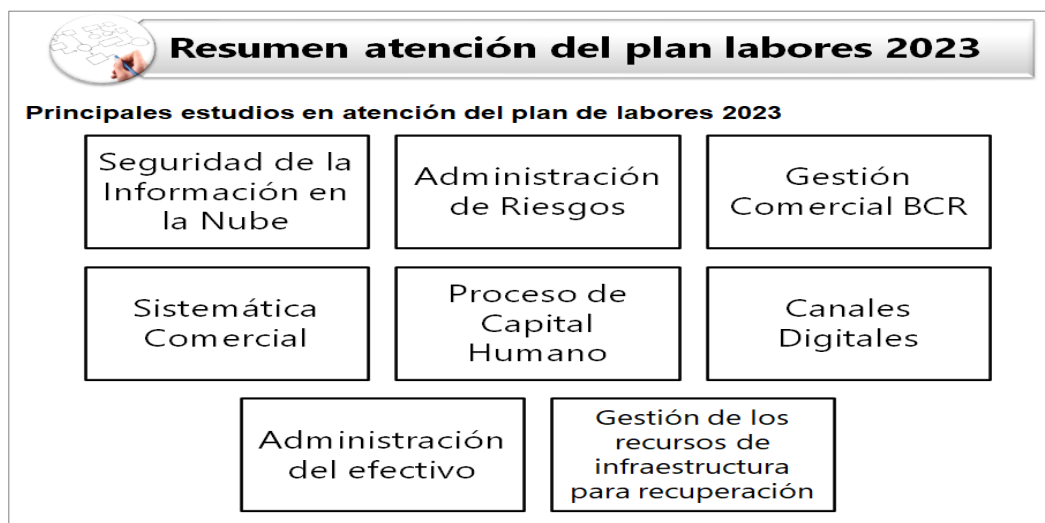 Resumen atención del plan labores 2023
Principales estudios en atención del plan de labores 2023
Seguridad de la
Información en
la Nube
Administración
de Riesgos
Gestión
Comercial BCR
Sistemática
Comercial
Proceso de
Capital
Humano
Canales
Digitales
Administración
del efectivo
Gestión de los
recursos de
infraestructura
para recuperación